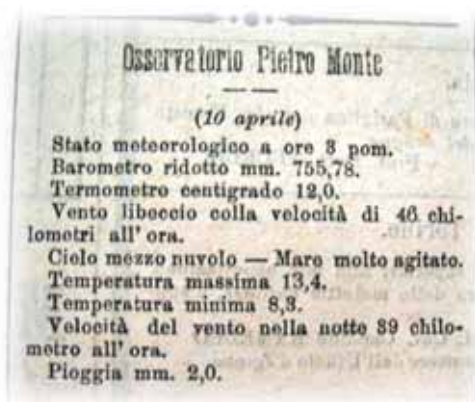 Osservatorio Pietro Monte
(10 aprile)
Stato meteorologico a ore 3 pom.
Barometro ridotto mm. 755,78.
Termometro centigrado 12,0.
Vento libeccio colla velocità di 46 chi-
lometri all' ora.
Cielo mezzo nuvolo — Mare molto agitato.
Temperatura massima 13,4.
Temperatura minima 8,3.
Velocità del vento nella notte 39 chilo-
metro all' ora.
Pioggia mm. 2,0.